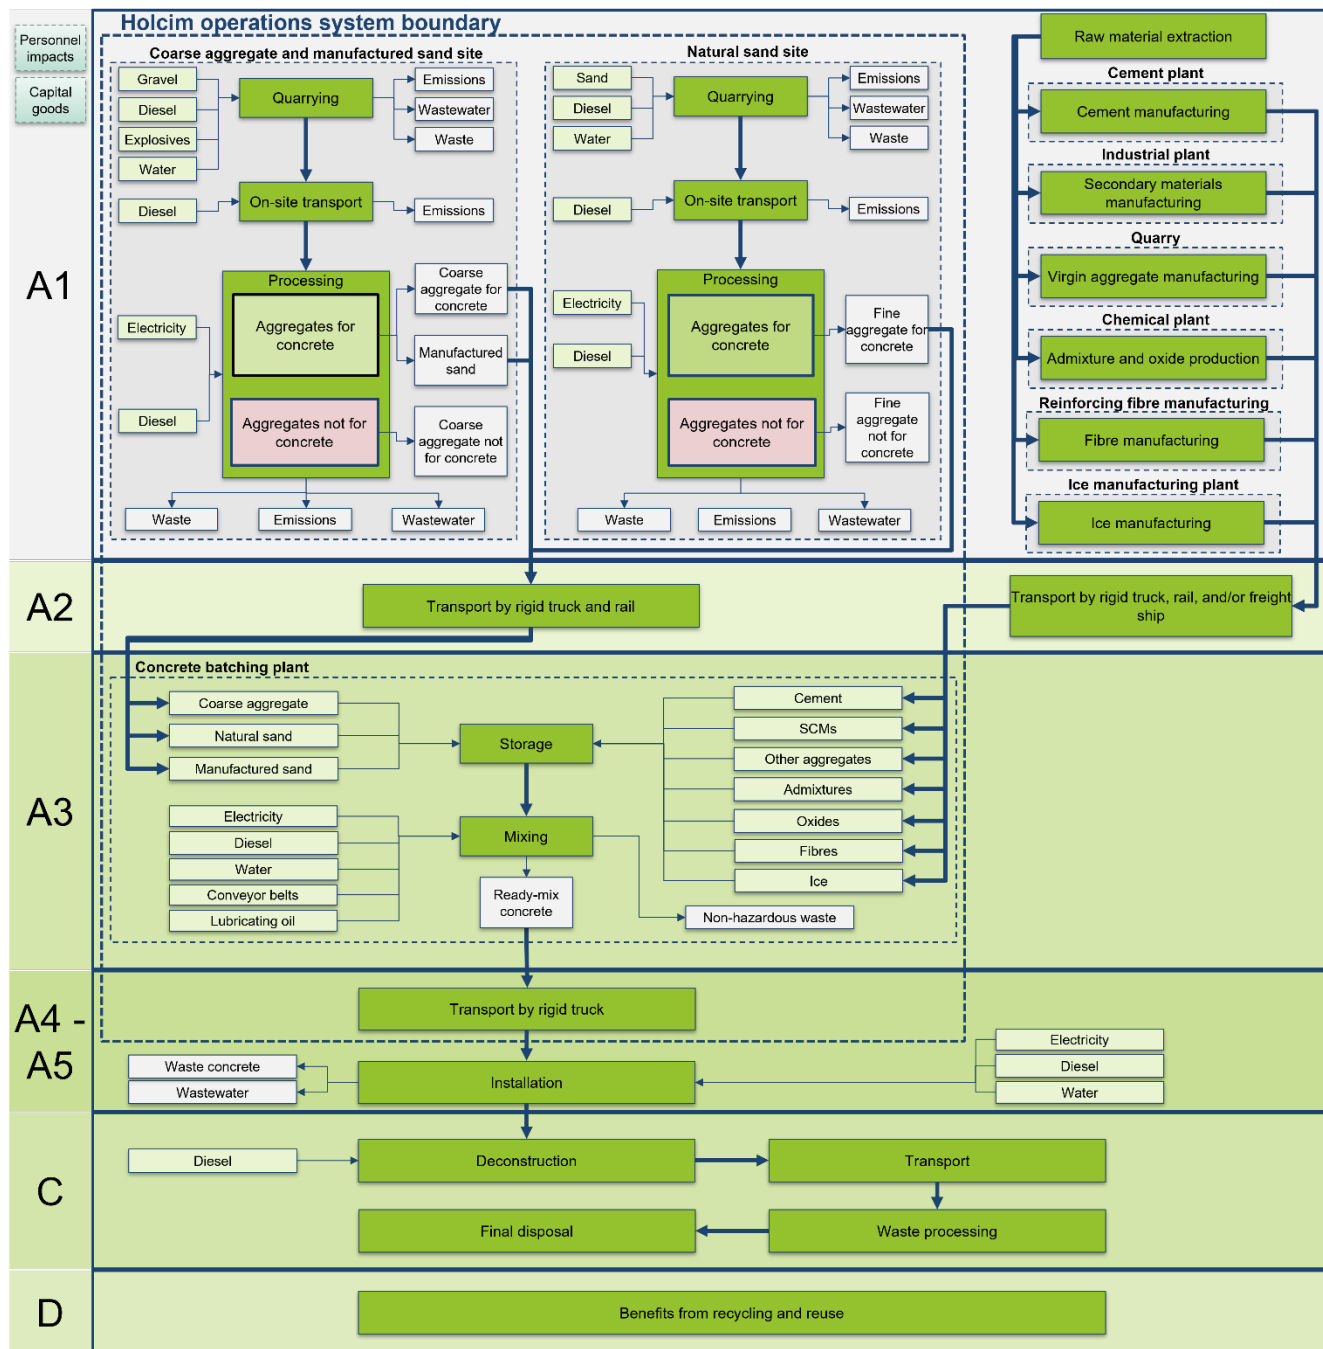 Holcim operations system boundary
Personnel
impacts
Capital
goods
A1
Coarse aggregate and manufactured sand site
Gravel
Diesel
Explosives
Water
Quarrying
Emissions
Wastewater
Waste
Diesel
On-site transport
Emissions
Electricity
Diesel
Processing
Aggregates for
concrete
Aggregates not for
concrete
Coarse
aggregate for
concrete
Manufactured
sand
Coarse
aggregate not
for concrete
Waste
Emissions
Wastewater
Natural sand site
Sand
Diesel
Water
Quarrying
Emissions
Wastewater
Waste
Diesel
On-site transport
Emissions
Electricity
Diesel
Processing
Aggregates for
concrete
Aggregates not for
concrete
Fine
aggregate for
concrete
Fine
aggregate
not for
concrete
Waste
Emissions
Wastewater
Raw material extraction
Cement plant
Cement manufacturing
Industrial plant
Secondary materials
manufacturing
Quarry
Virgin aggregate manufacturing
Chemical plant
Admixture and oxide production
Reinforcing fibre manufacturing
Fibre manufacturing
Ice manufacturing plant
Ice manufacturing
A2
Transport by rigid truck and rail
Transport by rigid truck, rail, and/or freight
ship
A3
Concrete batching plant
Coarse aggregate
Natural sand
Manufactured sand
Electricity
Diesel
Water
Conveyor belts
Lubricating oil
Storage
Mixing
Ready-mix
concrete
Cement
SCMs
Other aggregates
Admixtures
Oxides
Fibres
Ice
Non-hazardous waste
A4 -
A5
Transport by rigid truck
Waste concrete
Wastewater
Installation
Electricity
Diesel
Water
C
Diesel
Deconstruction
Transport
Final disposal
Waste processing
D
Benefits from recycling and reuse